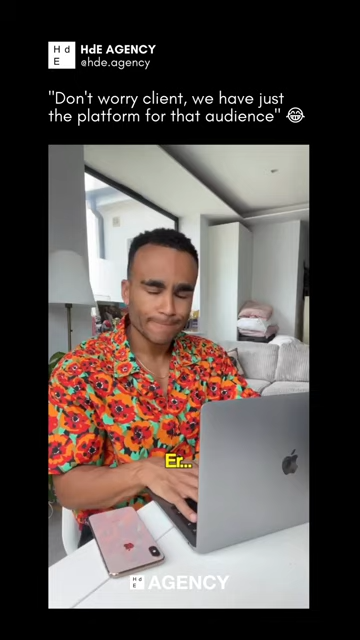 H d
E
HdE AGENCY
@hde.agency
"Don't worry client, we have just
the platform for that audience" 😂
Er...
H d
E
AGENCY